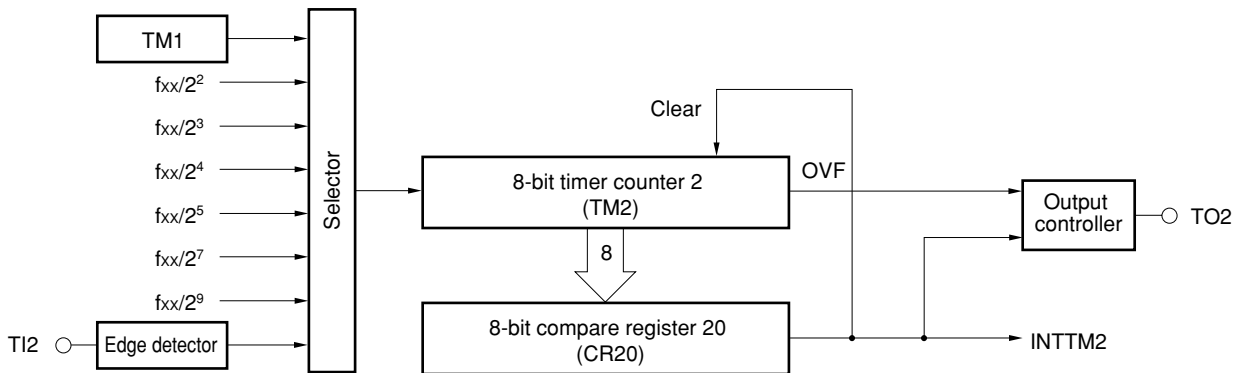 TM1
fxx/2²
fxx/2³
fxx/2⁴
fxx/2⁵
fxx/2⁷
fxx/2⁹
TI2
Edge detector
Selector
Clear
8-bit timer counter 2
(TM2)
OVF
8
8-bit compare register 20
(CR20)
Output
controller
TO2
INTTM2